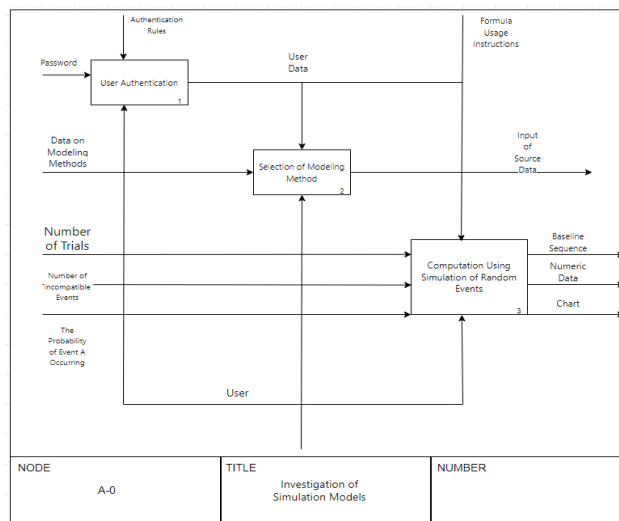 Authentication
Rules
Formula
Usage
Instructions
Password
User Authentication
1
User
Data
Data on
Modeling
Methods
Selection of Modeling
Method
2
Input
of
Source
Data
Number
of Trials
Number of
Incompatible
Events
The
Probability
of Event A
Occurring
Computation Using
Simulation of Random
Events
3
Baseline
Sequence
Numeric
Data
Chart
User
NODE
A-0
TITLE
Investigation of
Simulation Models
NUMBER